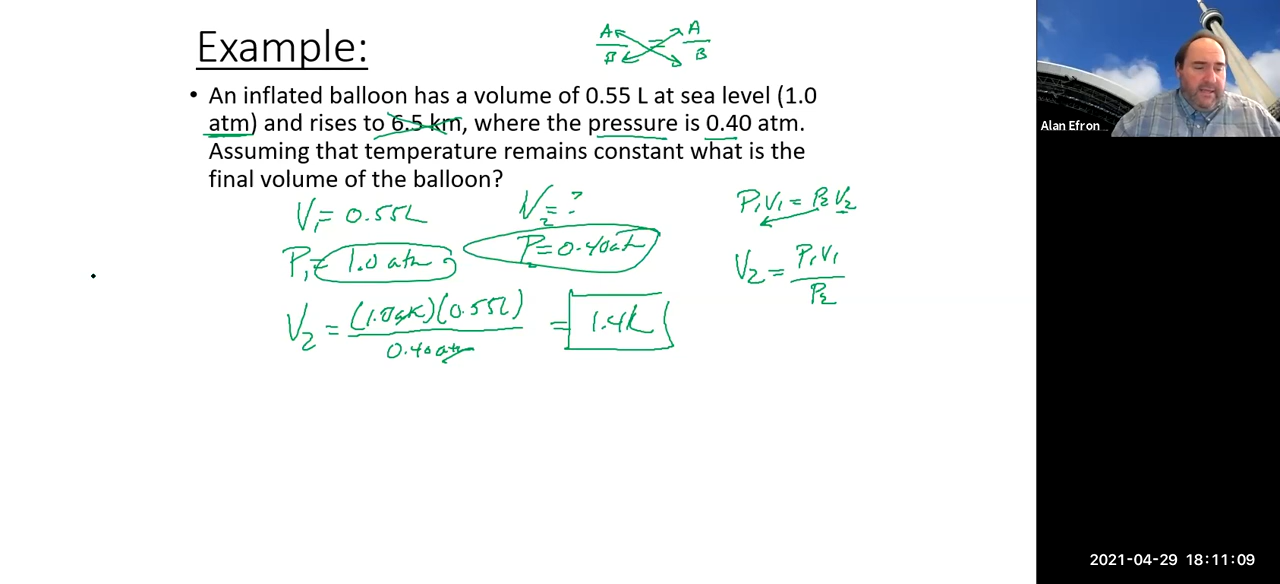 Example:
A = A
B B
• An inflated balloon has a volume of 0.55 L at sea level (1.0
atm) and rises to 6.5 km, where the pressure is 0.40 atm.
Assuming that temperature remains constant what is the
final volume of the balloon?
V₁ = 0.55L
V₂ = ?
P₁V₁ = P₂V₂
P₁ = 1.0 atm
P = 0.40 atm
V₂ = P₁V₁
P₂
V₂ = (1.0 atm)(0.55L) = 1.4L
0.40 atm
Alan Efron
2021-04-29 18:11:09